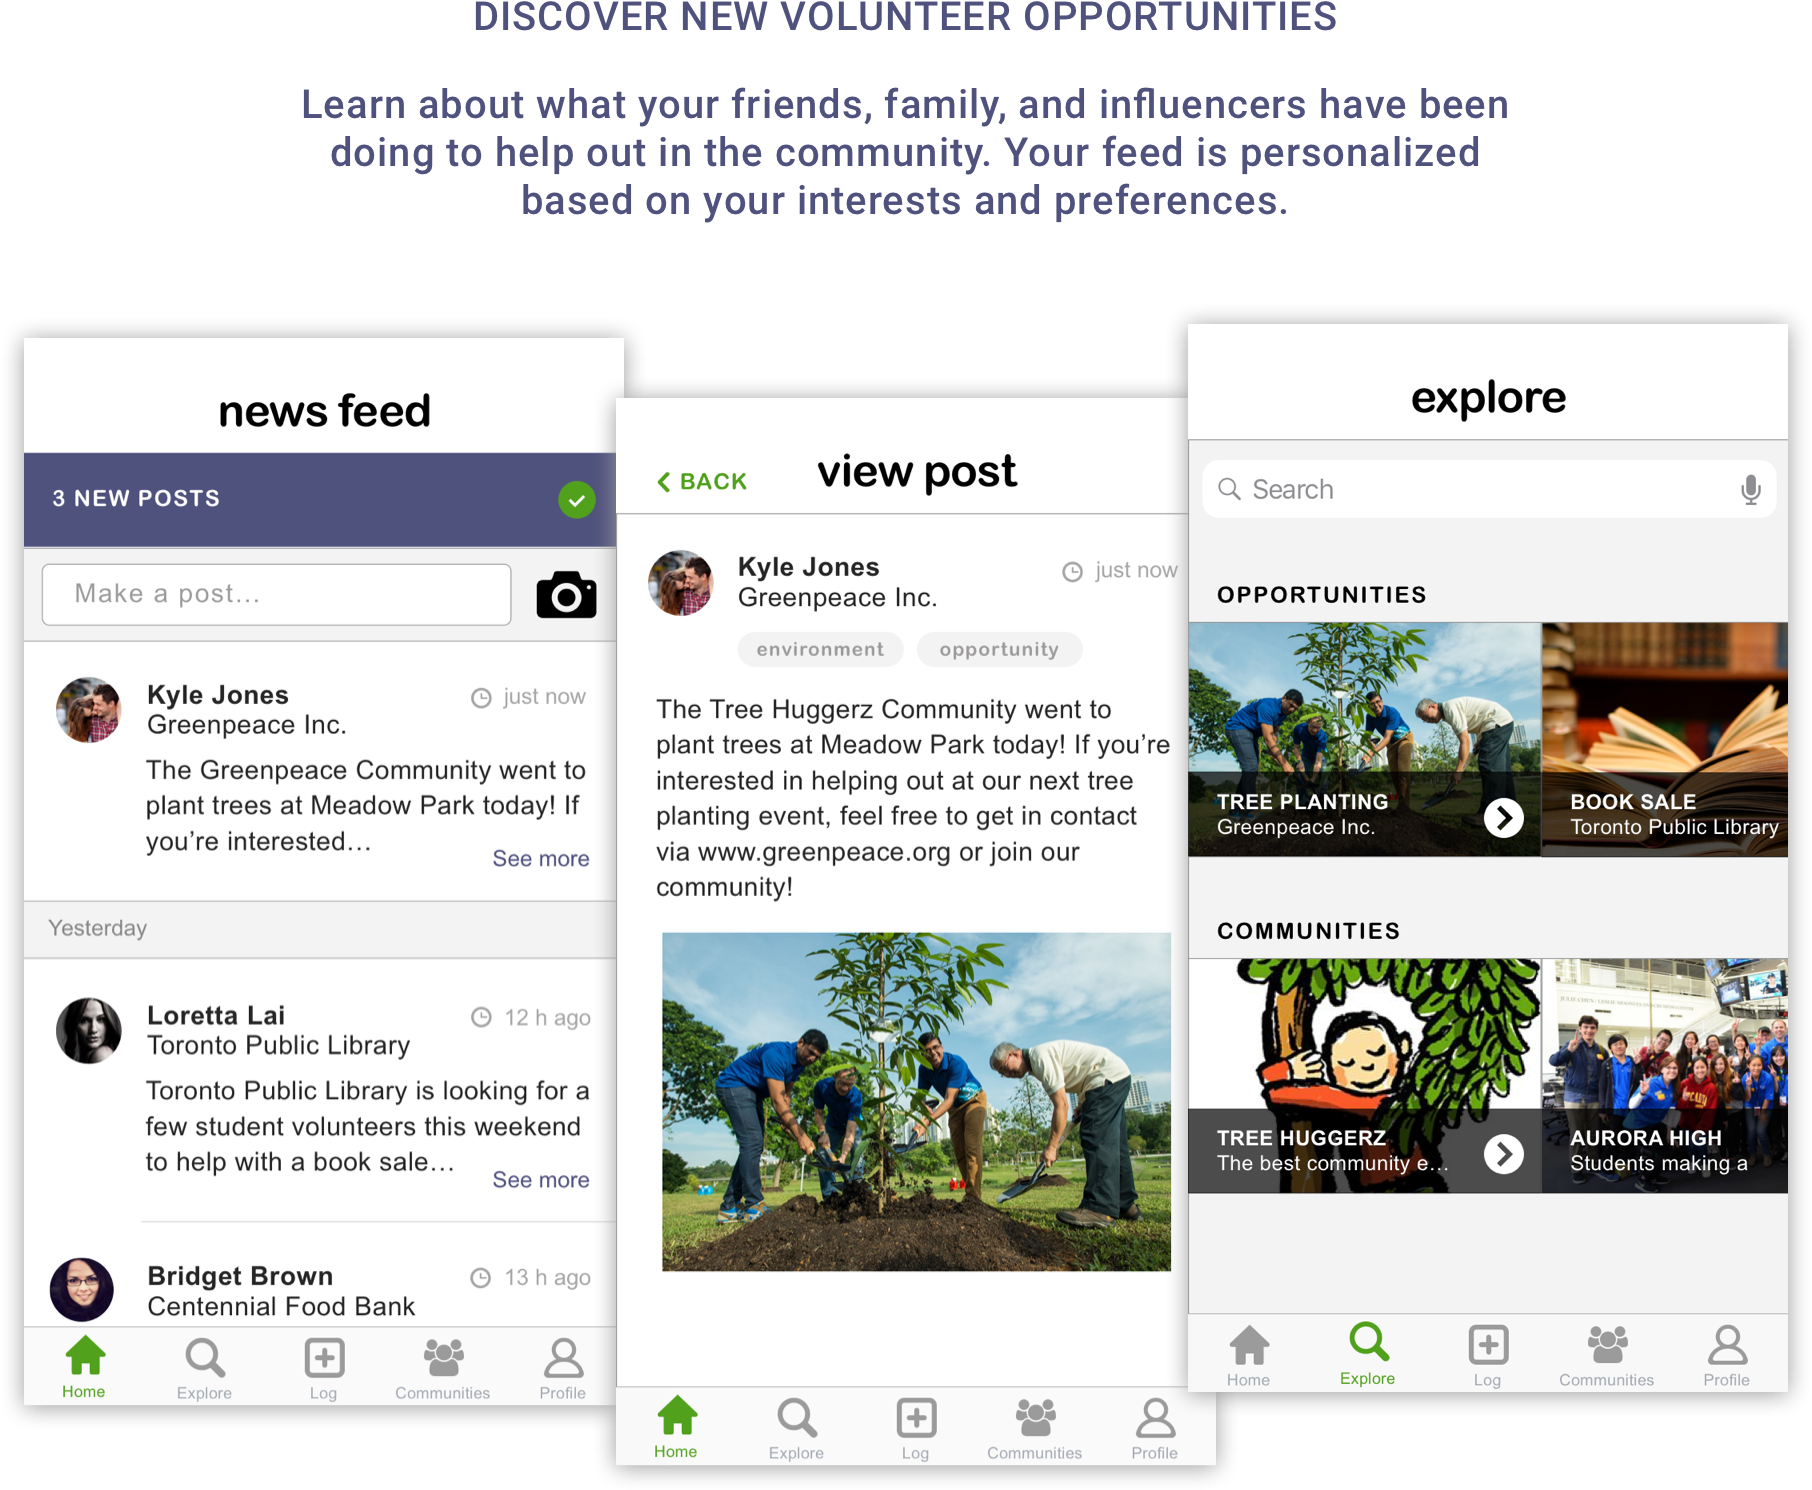 DISCOVER NEW VOLUNTEER OPPORTUNITIES
Learn about what your friends, family, and influencers have been
doing to help out in the community. Your feed is personalized
based on your interests and preferences.
news feed
3 NEW POSTS
Make a post...
Kyle Jones
just now
Greenpeace Inc.
The Greenpeace Community went to
plant trees at Meadow Park today! If
you’re interested...
See more
Yesterday
Loretta Lai
12 h ago
Toronto Public Library
Toronto Public Library is looking for a
few student volunteers this weekend
to help with a book sale...
See more
Bridget Brown
13 h ago
Centennial Food Bank
Home
Explore
Log
Communities
Profile
BACK
view post
Kyle Jones
just now
Greenpeace Inc.
environment
opportunity
The Tree Huggerz Community went to
plant trees at Meadow Park today! If you’re
interested in helping out at our next tree
planting event, feel free to get in contact
via www.greenpeace.org or join our
community!
Home
Explore
Log
Communities
Profile
explore
Search
OPPORTUNITIES
TREE PLANTING
Greenpeace Inc.
BOOK SALE
Toronto Public Library
COMMUNITIES
TREE HUGGERZ
The best community e...
AURORA HIGH
Students making a
Home
Explore
Log
Communities
Profile